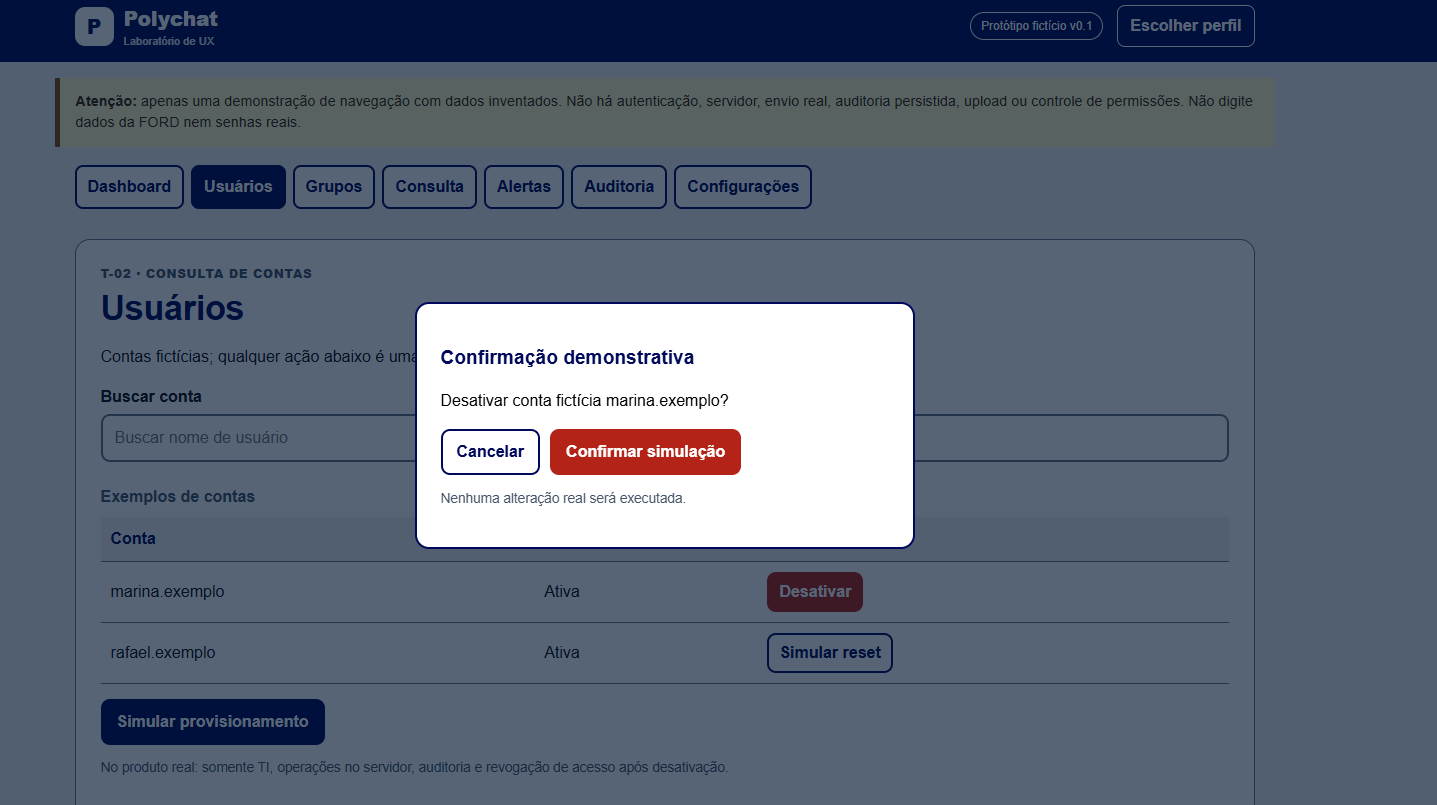 P
Polychat
Laboratório de UX
Protótipo fictício v0.1
Escolher perfil
Atenção: apenas uma demonstração de navegação com dados inventados. Não há autenticação, servidor, envio real, auditoria persistida, upload ou controle de permissões. Não digite
dados da FORD nem senhas reais.
Dashboard
Usuários
Grupos
Consulta
Alertas
Auditoria
Configurações
T-02 • CONSULTA DE CONTAS
Usuários
Contas fictícias; qualquer ação abaixo é uma
Buscar conta
Buscar nome de usuário
Confirmação demonstrativa
Desativar conta fictícia marina.exemplo?
Cancelar
Confirmar simulação
Nenhuma alteração real será executada.
Exemplos de contas
Conta
marina.exemplo
Ativa
Desativar
rafael.exemplo
Ativa
Simular reset
Simular provisionamento
No produto real: somente TI, operações no servidor, auditoria e revogação de acesso após desativação.